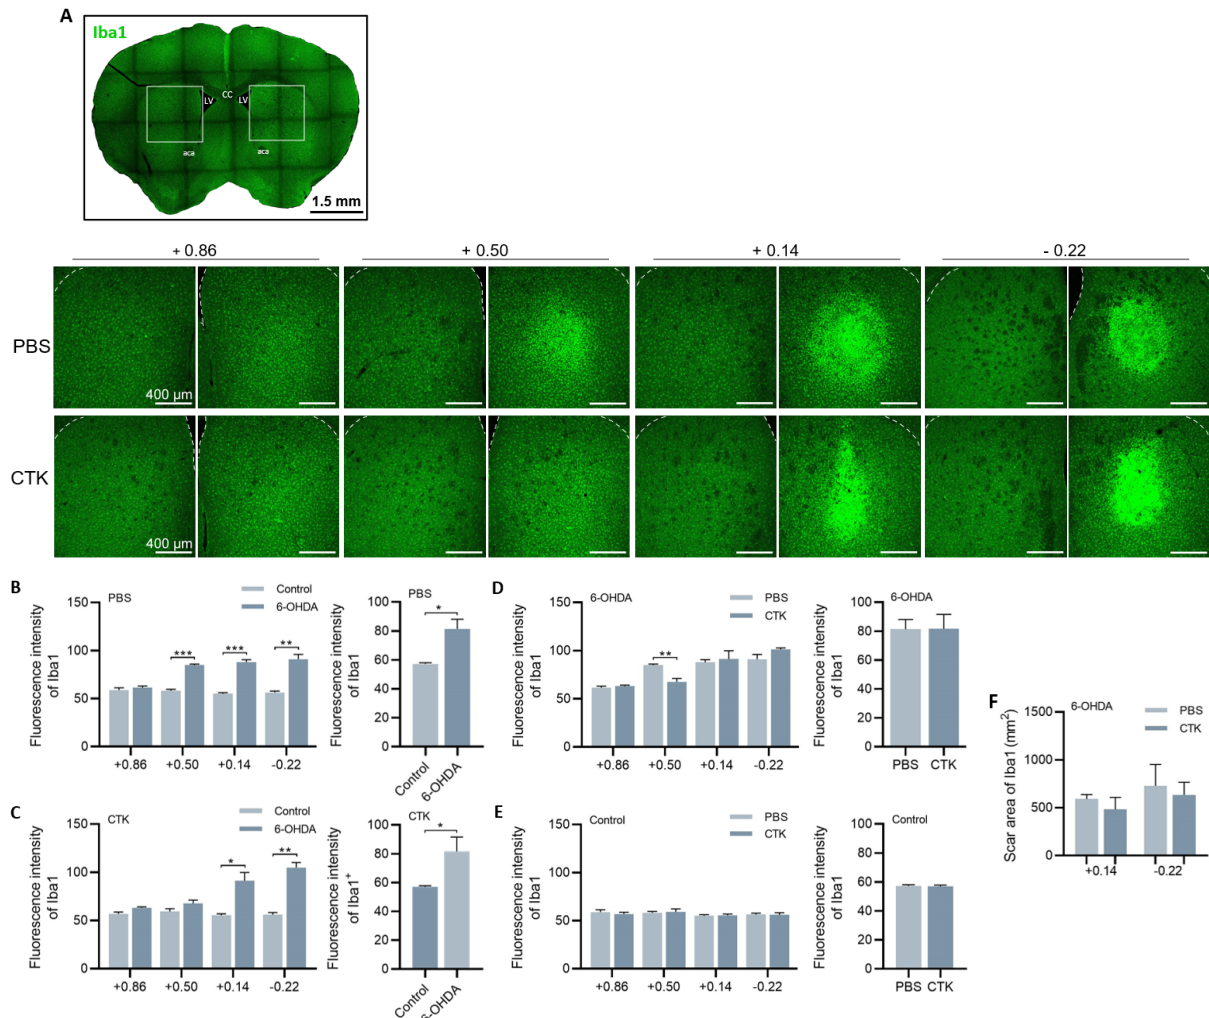 A
Iba1
LV
CC
LV
aca
aca
1.5 mm
+ 0.86
+ 0.50
+ 0.14
- 0.22
PBS
400 µm
CTK
400 µm
B
PBS
Control
6-OHDA
Fluorescence intensity
of Iba1
150
100
50
0
***
***
**
+0.86
+0.50
+0.14
-0.22
PBS
Fluorescence intensity
of Iba1
100
80
60
40
20
0
*
Control
6-OHDA
D
6-OHDA
PBS
CTK
Fluorescence intensity
of Iba1
150
100
50
0
**
+0.86
+0.50
+0.14
-0.22
6-OHDA
Fluorescence intensity
of Iba1
100
80
60
40
20
0
PBS
CTK
C
CTK
Control
6-OHDA
Fluorescence intensity
of Iba1
150
100
50
0
*
**
+0.86
+0.50
+0.14
-0.22
CTK
Fluorescence intensity
of Iba1⁺
100
80
60
40
20
0
*
Control
6-OHDA
E
Control
PBS
CTK
Fluorescence intensity
of Iba1
150
100
50
0
+0.86
+0.50
+0.14
-0.22
Control
Fluorescence intensity
of Iba1
100
80
60
40
20
0
PBS
CTK
F
6-OHDA
PBS
CTK
Scar area of Iba1 (mm²)
1500
1000
500
0
+0.14
-0.22